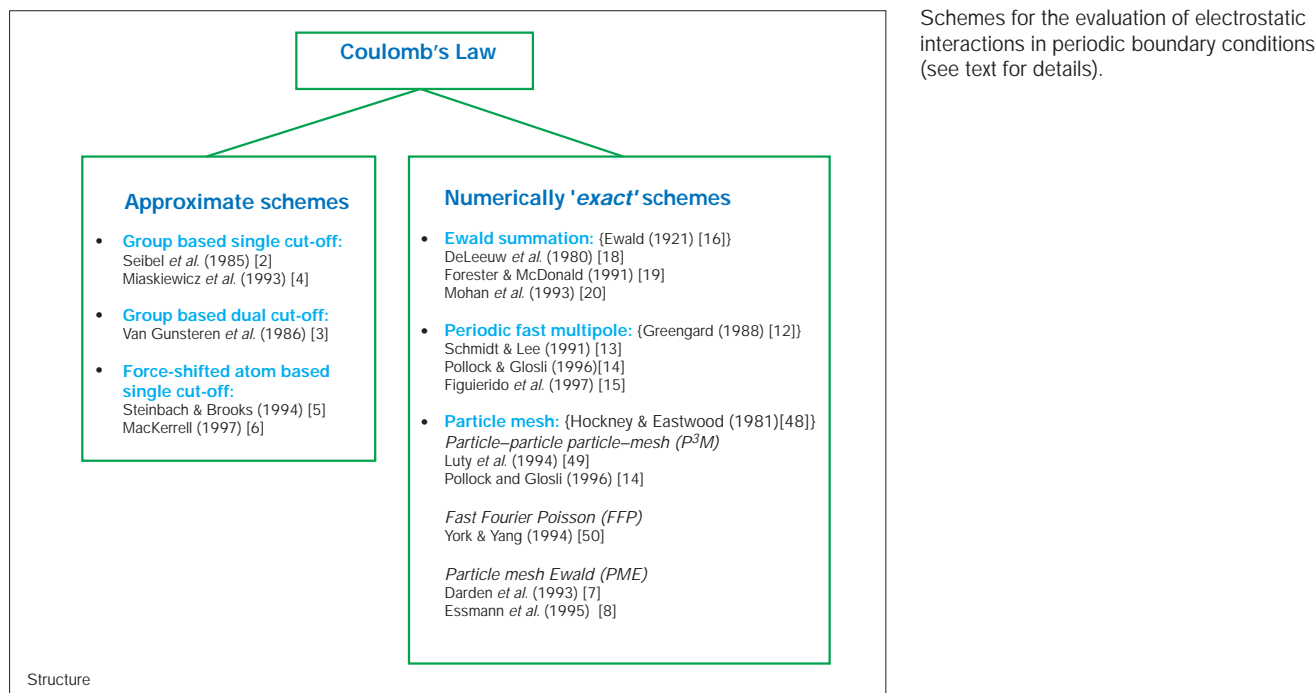 Coulomb's Law
Approximate schemes
• Group based single cut-off:
Seibel et al. (1985) [2]
Miaskiewicz et al. (1993) [4]
• Group based dual cut-off:
Van Gunsteren et al. (1986) [3]
• Force-shifted atom based
single cut-off:
Steinbach & Brooks (1994) [5]
MacKerrell (1997) [6]
Numerically 'exact' schemes
• Ewald summation: {Ewald (1921) [16]}
DeLeeuw et al. (1980) [18]
Forester & McDonald (1991) [19]
Mohan et al. (1993) [20]
• Periodic fast multipole: {Greengard (1988) [12]}
Schmidt & Lee (1991) [13]
Pollock & Glosli (1996)[14]
Figuierido et al. (1997) [15]
• Particle mesh: {Hockney & Eastwood (1981)[48]}
Particle–particle particle–mesh (P³M)
Luty et al. (1994) [49]
Pollock and Glosli (1996) [14]
Fast Fourier Poisson (FFP)
York & Yang (1994) [50]
Particle mesh Ewald (PME)
Darden et al. (1993) [7]
Essmann et al. (1995) [8]
Structure
Schemes for the evaluation of electrostatic
interactions in periodic boundary conditions
(see text for details).